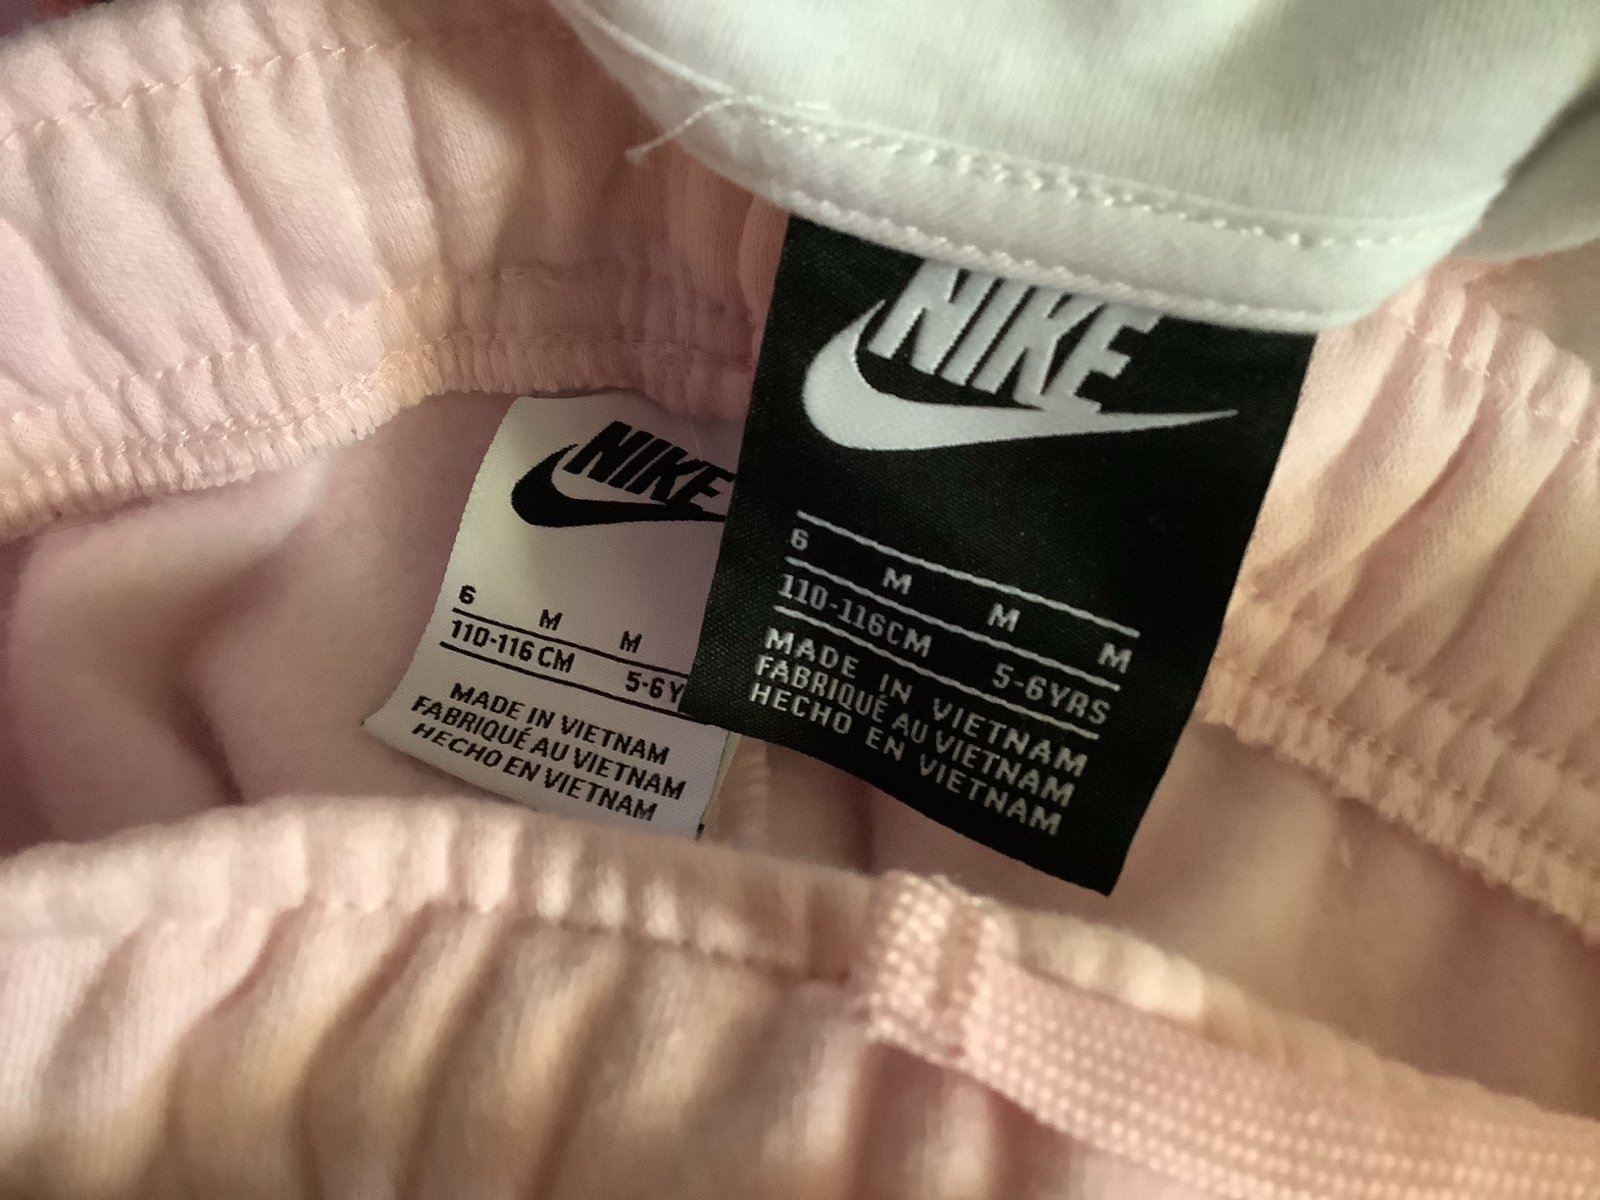 NIKE
6 M M
110-116 CM 5-6 Y
MADE IN VIETNAM
FABRIQUÉ AU VIETNAM
HECHO EN VIETNAM
NIKE
6 M M M
110-116CM 5-6YRS
MADE IN VIETNAM
FABRIQUÉ AU VIETNAM
HECHO EN VIETNAM